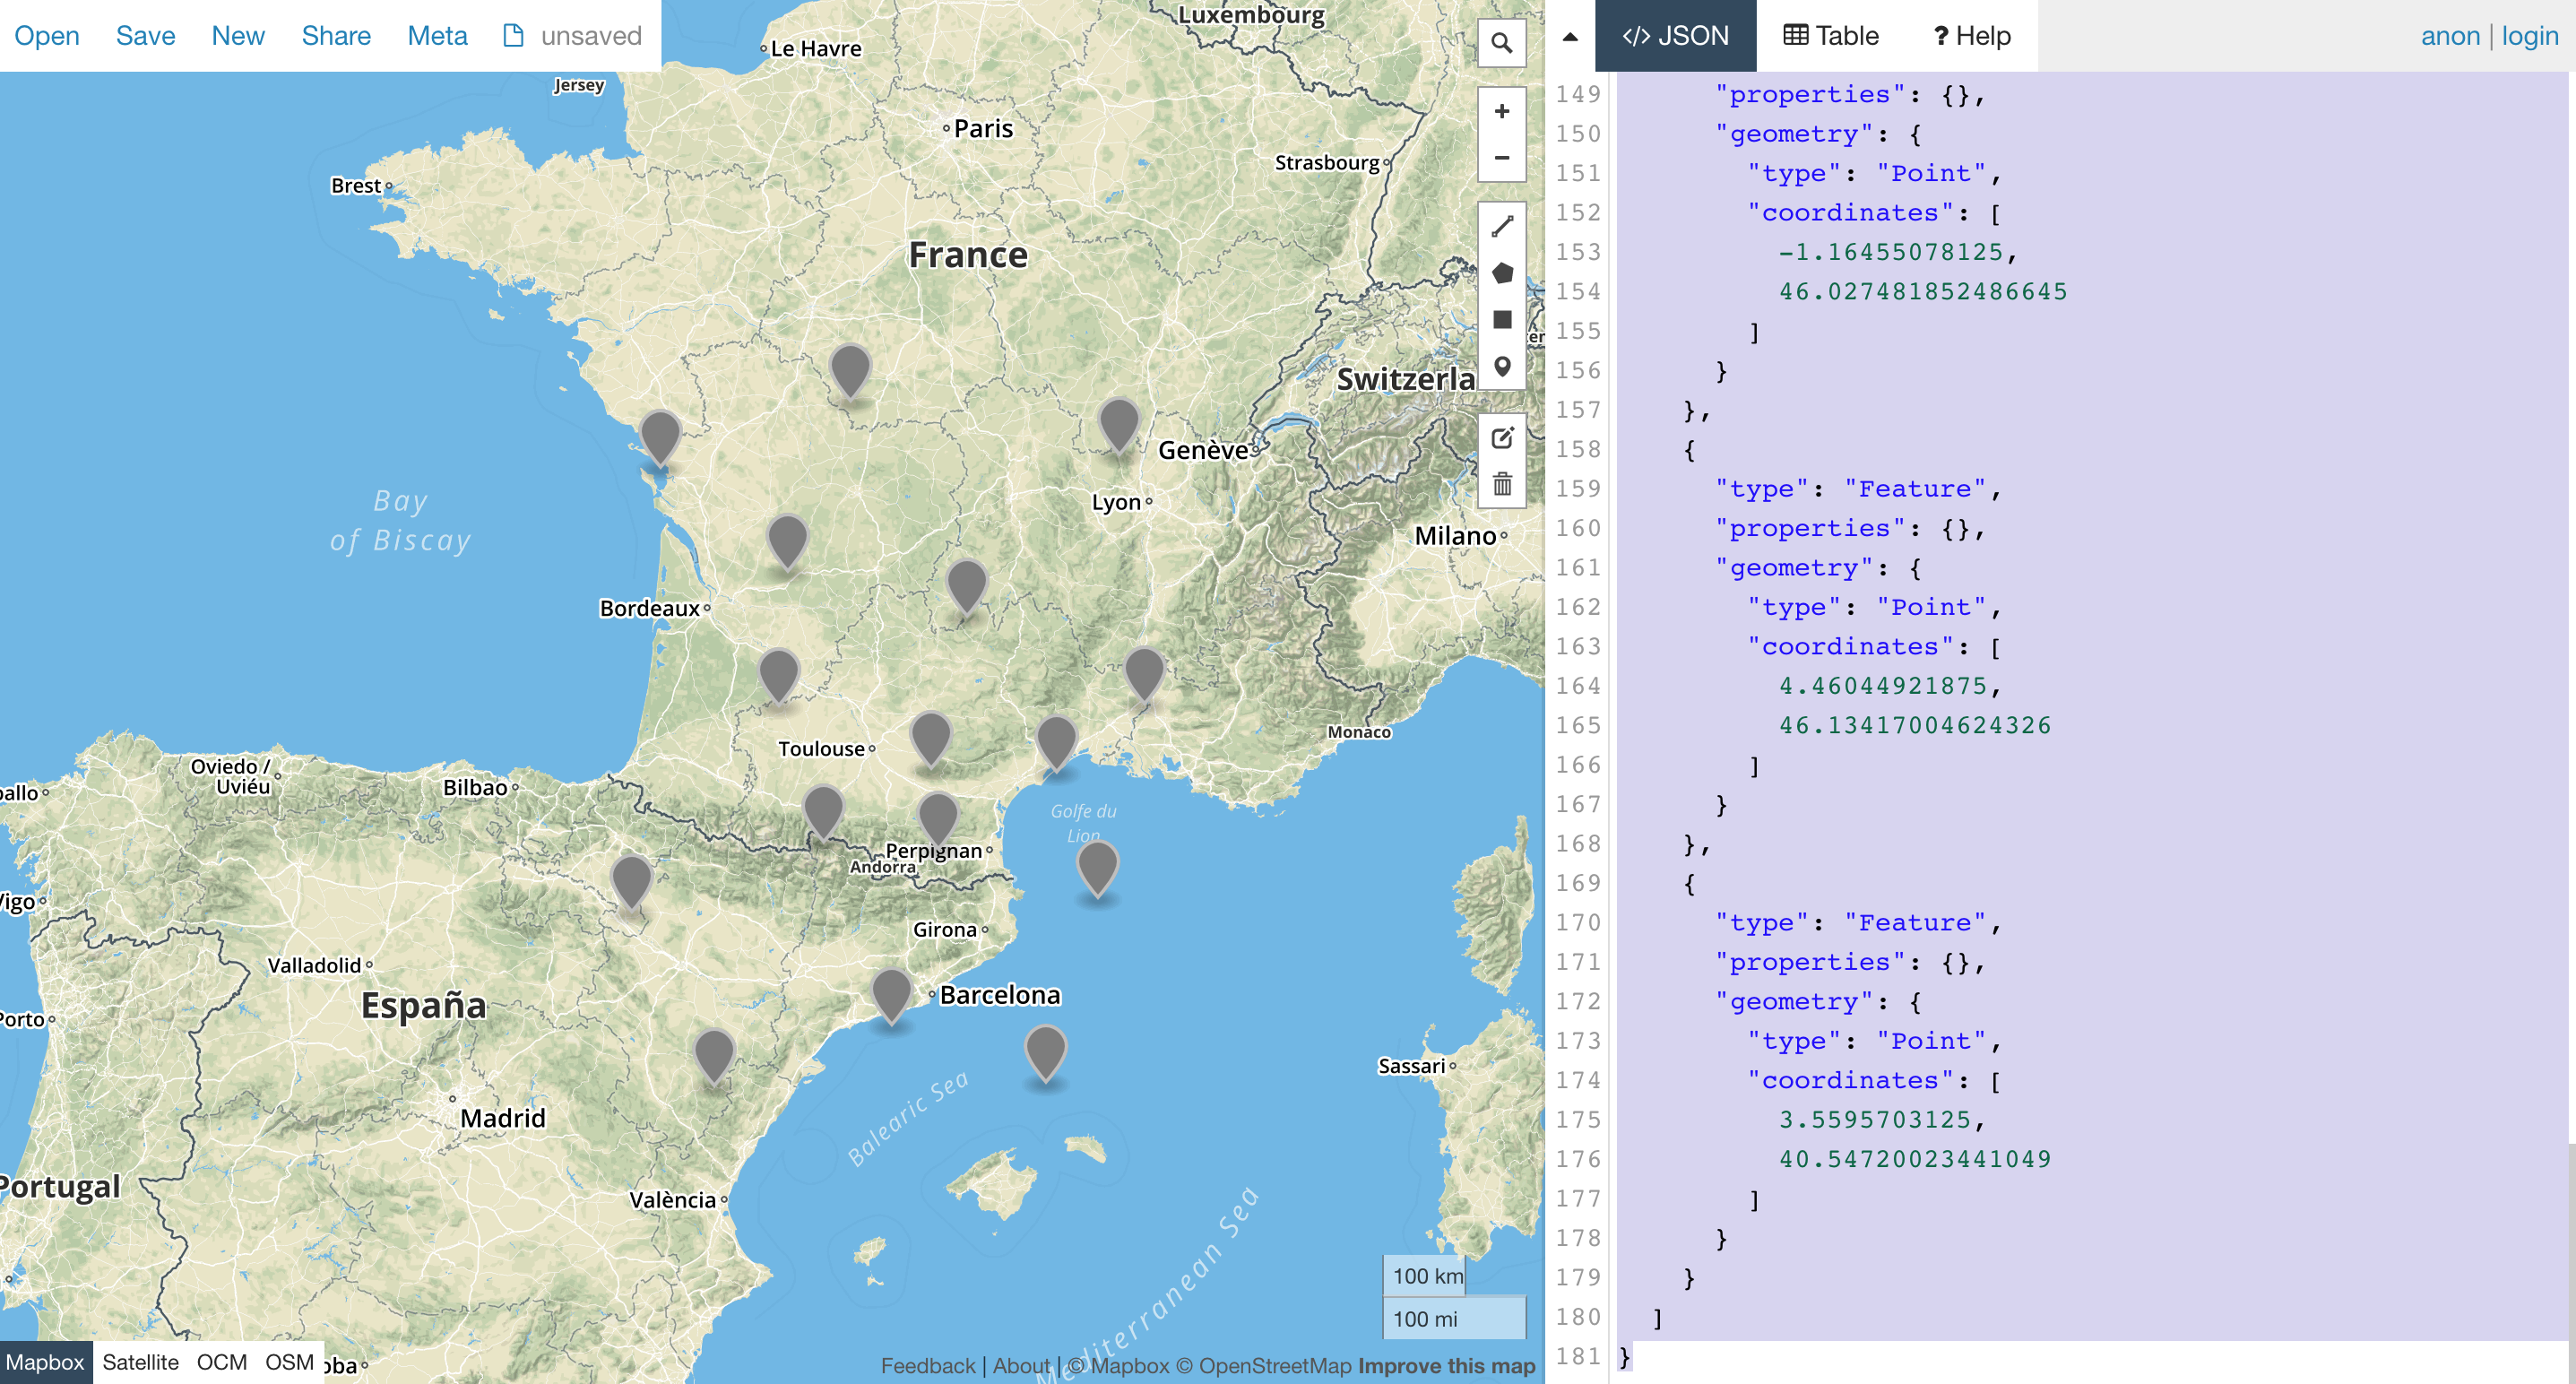 Open Save New Share Meta unsaved
JSON Table ? Help
anon | login
Luxembourg
Le Havre
Jersey
Paris
Strasbourg
Brest
France
Switzerla
Genève
Bay
of Biscay
Lyon
Milano
Bordeaux
Toulouse
Monaco
Oviedo /
Uviéu
Bilbao
allo
Golfe du
Lion
Perpignan
Andorra
Vigo
Girona
Valladolid
España
Barcelona
Porto
Sassari
Balearic Sea
Madrid
Portugal
València
Mediterranean Sea
100 km
100 mi
Mapbox Satellite OCM OSM
oba
Feedback | About | © Mapbox © OpenStreetMap Improve this map
149 "properties": {},
150 "geometry": {
151 "type": "Point",
152 "coordinates": [
153 -1.16455078125,
154 46.027481852486645
155 ]
156 }
157 },
158 {
159 "type": "Feature",
160 "properties": {},
161 "geometry": {
162 "type": "Point",
163 "coordinates": [
164 4.46044921875,
165 46.13417004624326
166 ]
167 }
168 },
169 {
170 "type": "Feature",
171 "properties": {},
172 "geometry": {
173 "type": "Point",
174 "coordinates": [
175 3.5595703125,
176 40.54720023441049
177 ]
178 }
179 }
180 ]
181 }